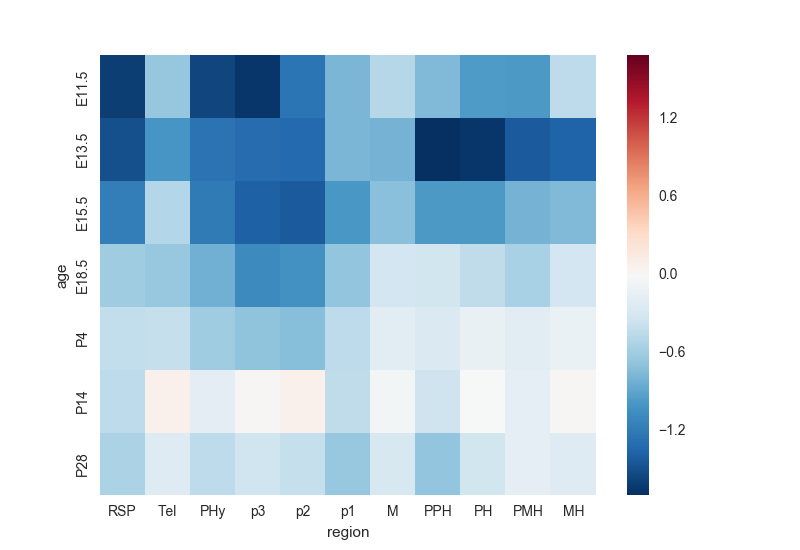 E11.5
E13.5
E15.5
E18.5
P4
P14
P28
age
RSP Tel PHy p3 p2 p1 M PPH PH PMH MH
region
1.2
0.6
0.0
−0.6
−1.2